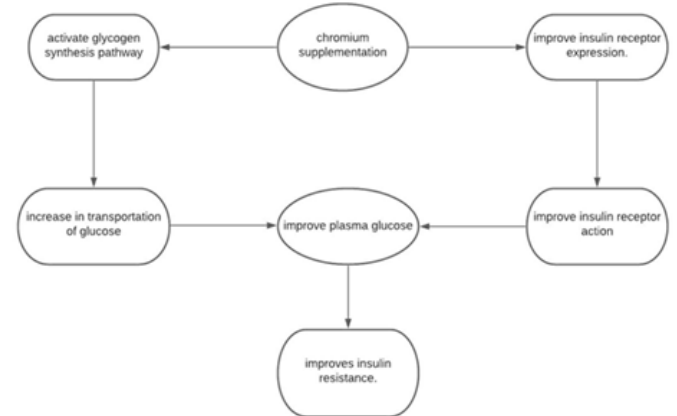 activate glycogen
synthesis pathway
chromium
supplementation
improve insulin receptor
expression.
increase in transportation
of glucose
improve plasma glucose
improve insulin receptor
action
improves insulin
resistance.